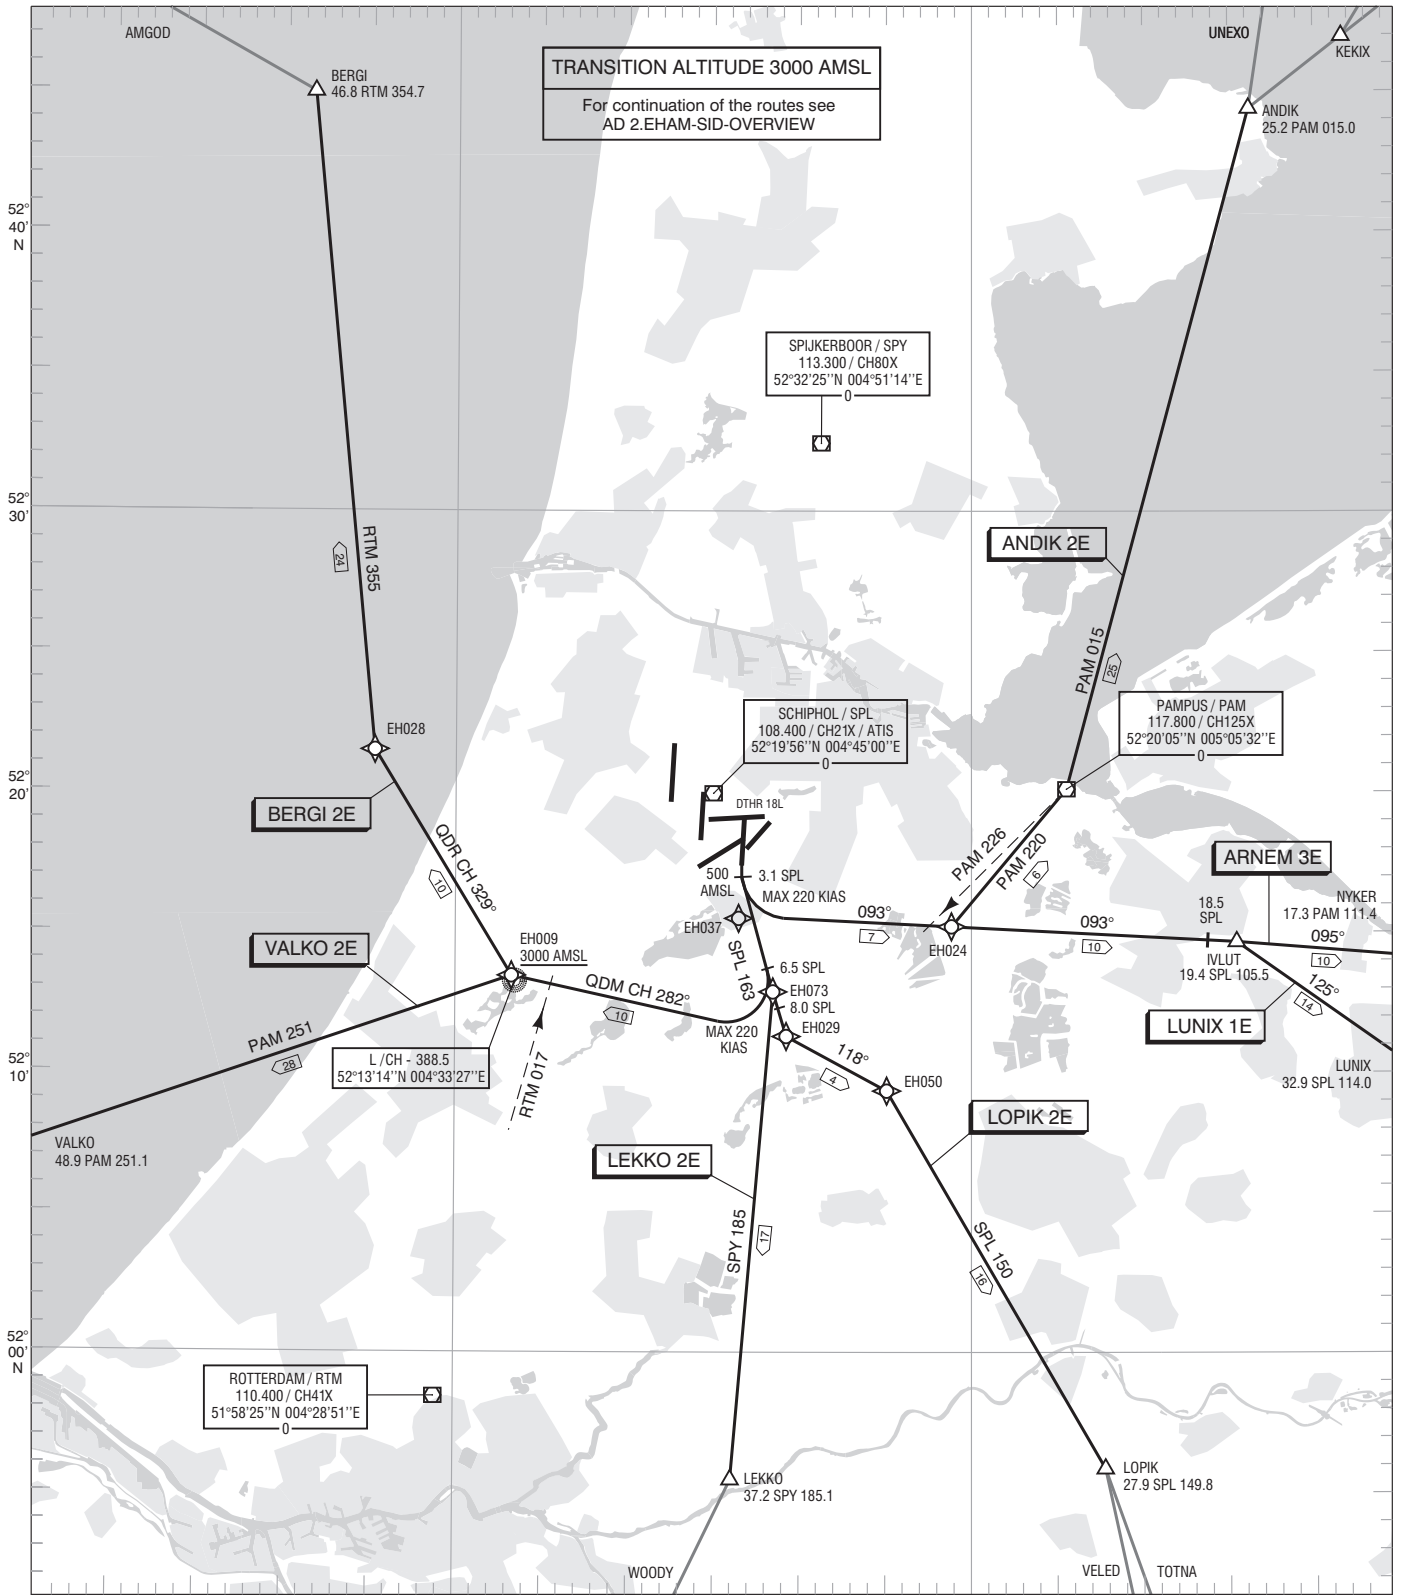 AMGOD
BERGI
46.8 RTM 354.7
TRANSITION ALTITUDE 3000 AMSL
For continuation of the routes see
AD 2.EHAM-SID-OVERVIEW
UNEXO
KEKIX
ANDIK
25.2 PAM 015.0
52°
40'
N
SPIJKERBOOR / SPY
113.300 / CH80X
52°32'25''N 004°51'14''E
0
52°
30'
RTM 355
24
ANDIK 2E
PAM 015
25
EH028
SCHIPHOL / SPL
108.400 / CH21X / ATIS
52°19'56''N 004°45'00''E
0
PAMPUS / PAM
117.800 / CH125X
52°20'05''N 005°05'32''E
0
52°
20'
BERGI 2E
DTHR 18L
QDR CH 329°
10
PAM 226
PAM 220
6
ARNEM 3E
500
AMSL
3.1 SPL
MAX 220 KIAS
093°
7
18.5
SPL
NYKER
17.3 PAM 111.4
EH037
EH024
093°
10
095°
10
VALKO 2E
EH009
3000 AMSL
SPL 163
6.5 SPL
IVLUT
19.4 SPL 105.5
QDM CH 282°
10
EH073
8.0 SPL
125°
14
MAX 220
KIAS
EH029
LUNIX 1E
PAM 251
28
L /CH - 388.5
52°13'14''N 004°33'27''E
RTM 017
118°
4
EH050
LUNIX
32.9 SPL 114.0
52°
10'
VALKO
48.9 PAM 251.1
LOPIK 2E
LEKKO 2E
SPY 185
17
SPL 150
16
52°
00'
N
ROTTERDAM / RTM
110.400 / CH41X
51°58'25''N 004°28'51''E
0
LEKKO
37.2 SPY 185.1
LOPIK
27.9 SPL 149.8
WOODY
VELED
TOTNA